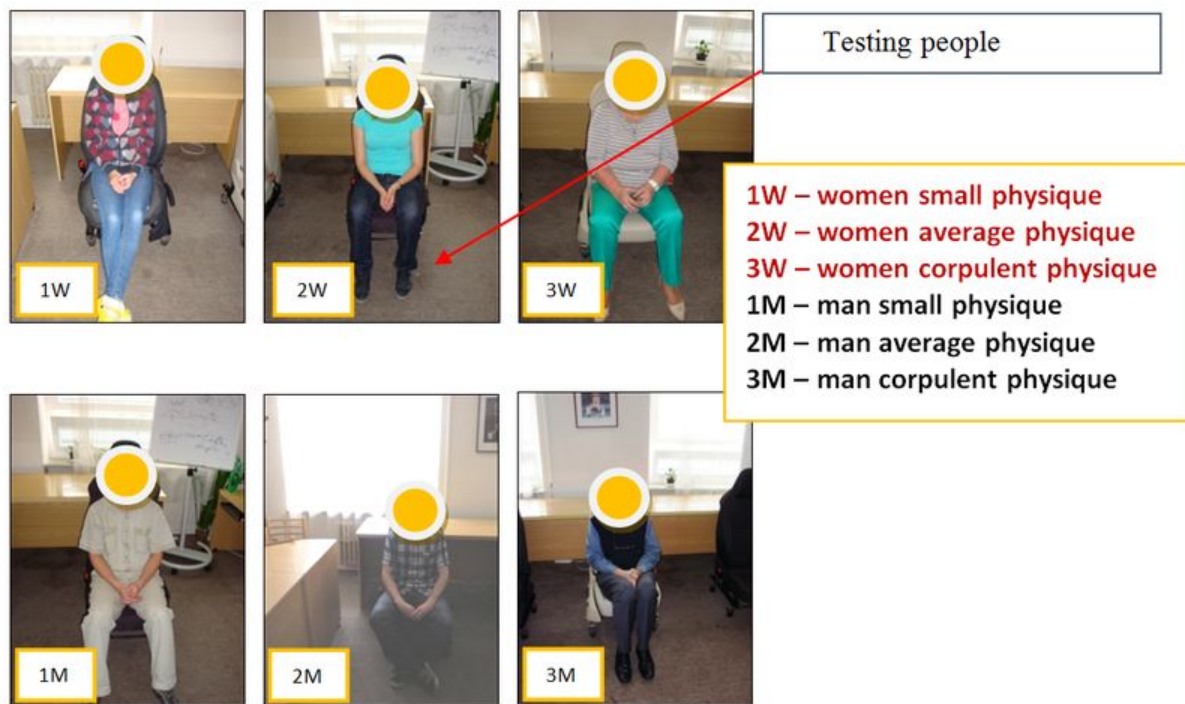 Testing people
1W
2W
3W
1W – women small physique
2W – women average physique
3W – women corpulent physique
1M – man small physique
2M – man average physique
3M – man corpulent physique
1M
2M
3M